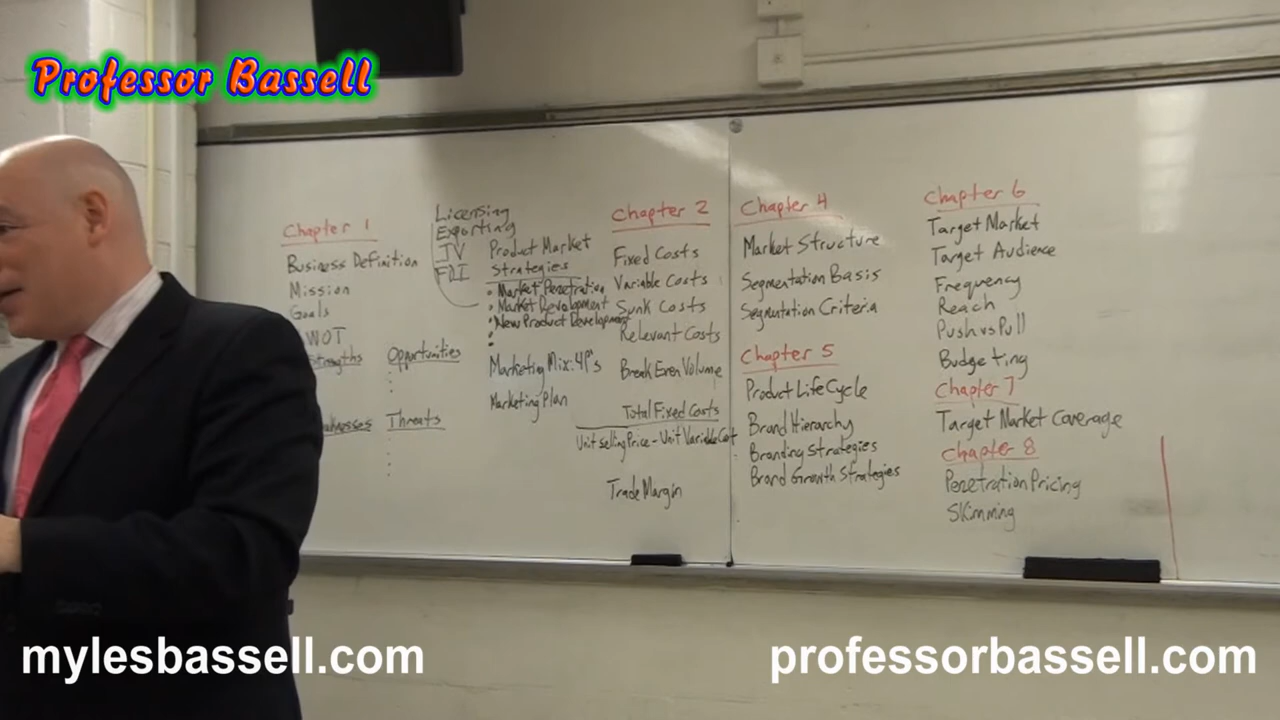 Professor Bassell
Chapter 1
Business Definition
Mission
Goals
SWOT
Strengths
Opportunities
Threats
Licensing
Exporting
JV
FDI
Product Market
Strategies
• Market Penetration
• Market Development
• New Product Development
•
Marketing Mix: 4P's
Marketing Plan
Chapter 2
Fixed Costs
Variable Costs
Sunk Costs
Relevant Costs
Break Even Volume
Total Fixed Costs
Unit Selling Price - Unit Variable Cost
Trade Margin
Chapter 4
Market Structure
Segmentation Basis
Segmentation Criteria
Chapter 5
Product Life Cycle
Brand Hierarchy
Branding Strategies
Brand Growth Strategies
Chapter 6
Target Market
Target Audience
Frequency
Reach
Push vs Pull
Budgeting
Chapter 7
Target Market Coverage
Chapter 8
Penetration Pricing
Skimming
mylesbassell.com
professorbassell.com